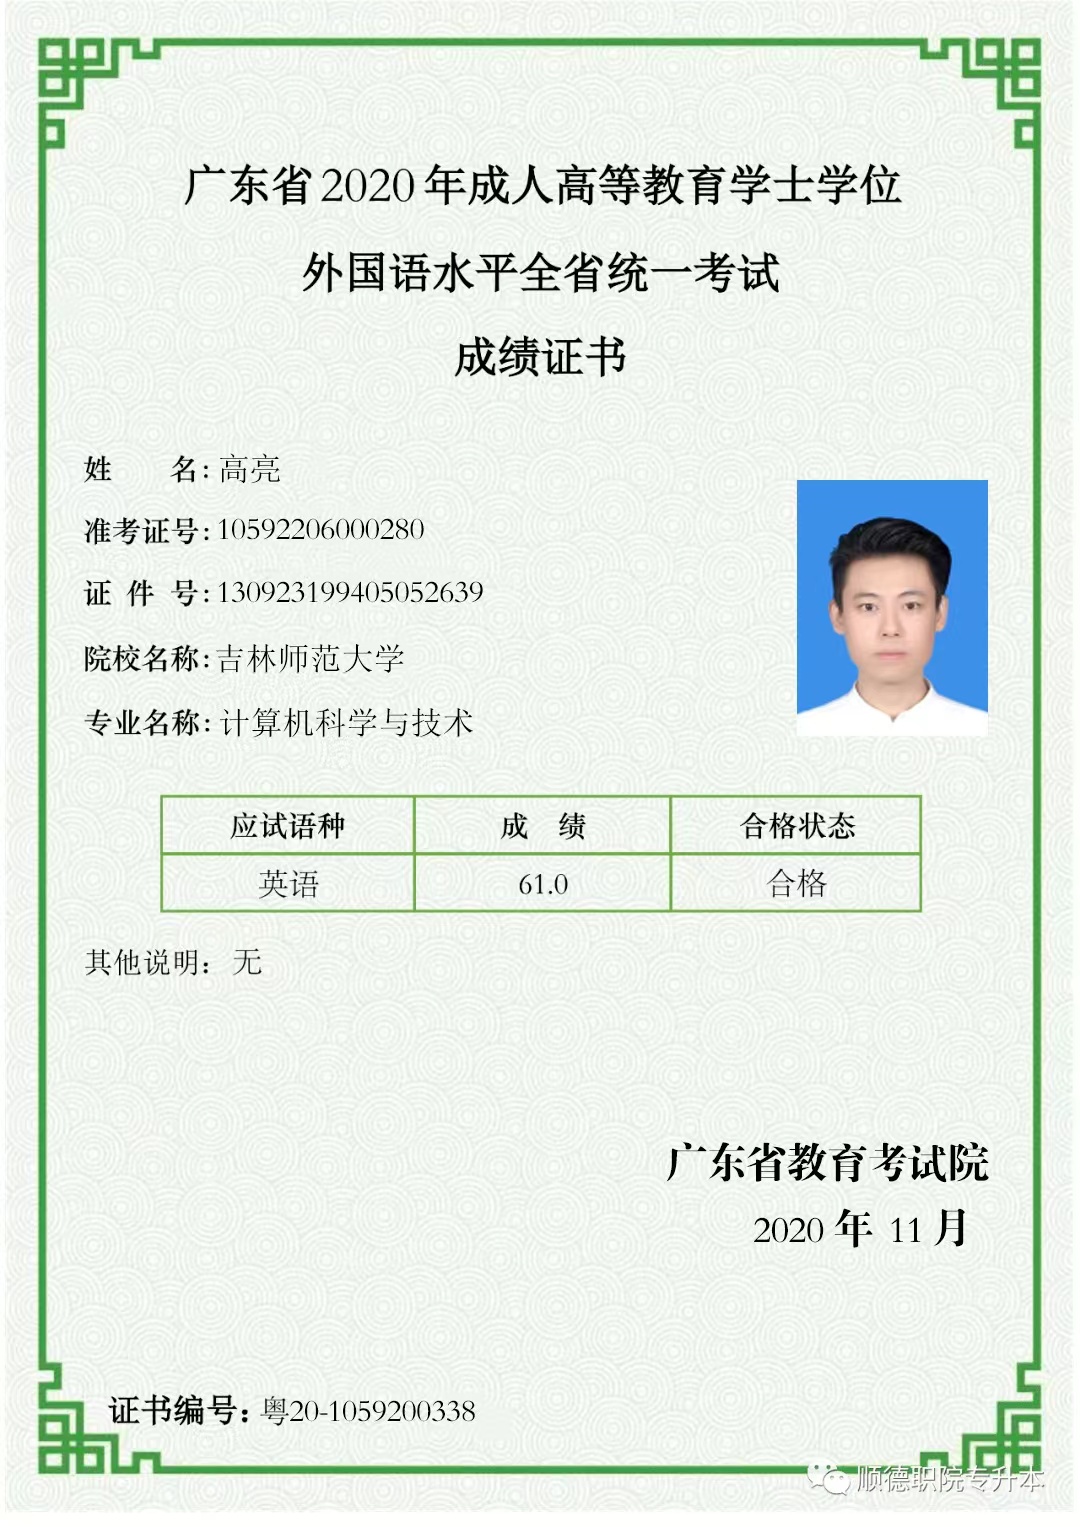 广东省2020年成人高等教育学士学位
外国语水平全省统一考试
成绩证书
姓 名:高亮
准考证号:10592206000280
证 件 号:130923199405052639
院校名称:吉林师范大学
专业名称:计算机科学与技术
应试语种 成 绩 合格状态
英语 61.0 合格
其他说明：无
广东省教育考试院
2020 年 11 月
证书编号:粤20-1059200338
顺德职院专升本